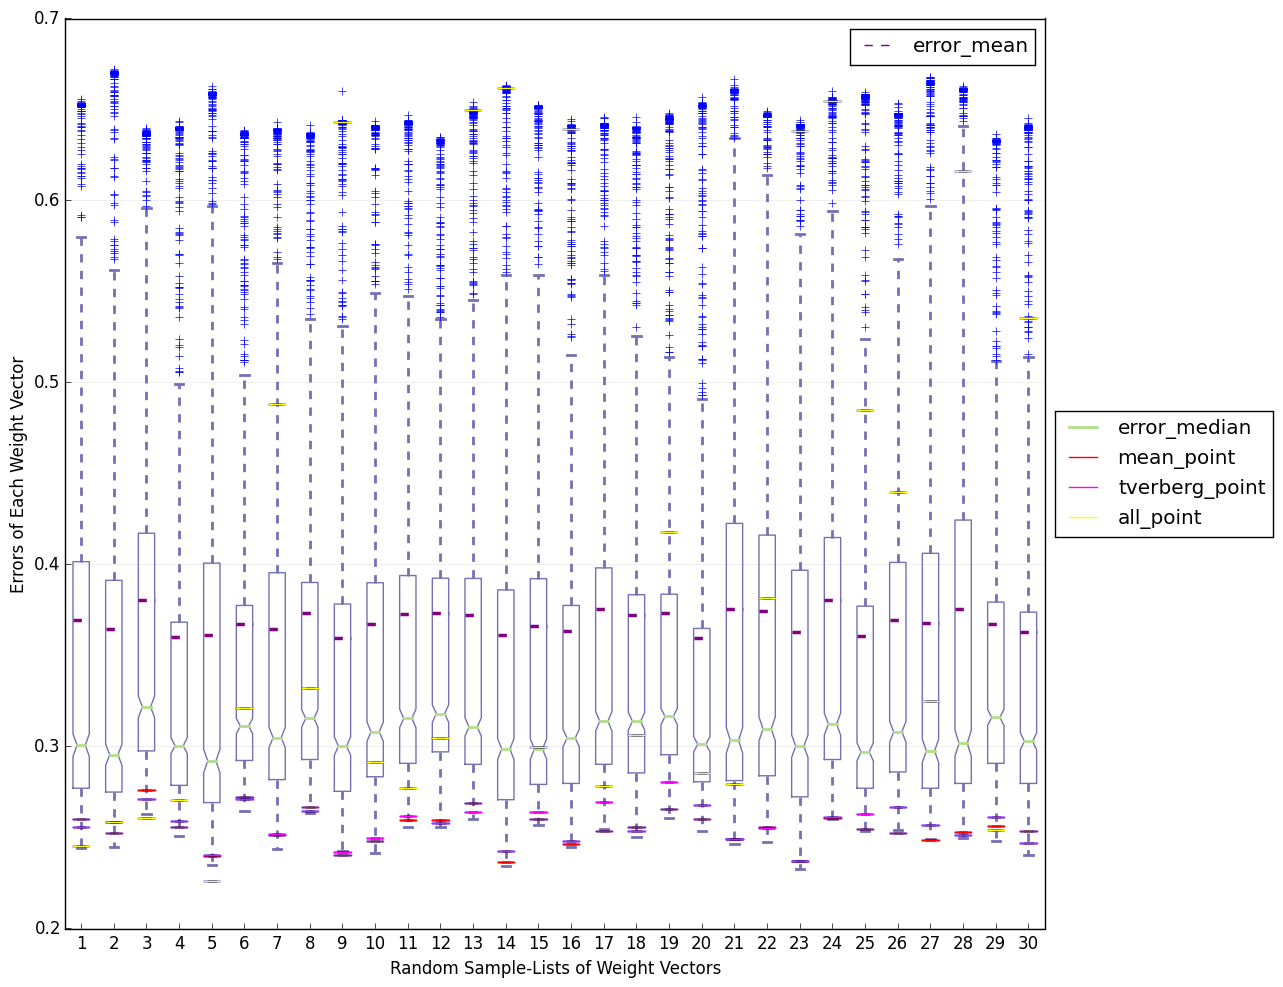 0.7
0.6
0.5
0.4
0.3
0.2
Errors of Each Weight Vector
error_mean
error_median
mean_point
tverberg_point
all_point
1 2 3 4 5 6 7 8 9 10 11 12 13 14 15 16 17 18 19 20 21 22 23 24 25 26 27 28 29 30
Random Sample-Lists of Weight Vectors